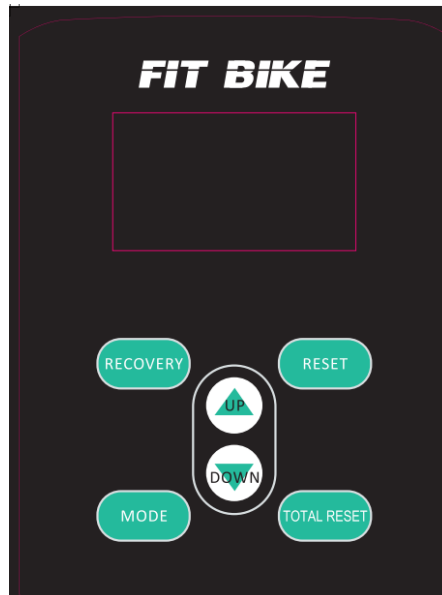 FIT BIKE
RECOVERY
RESET
UP
DOWN
MODE
TOTAL RESET